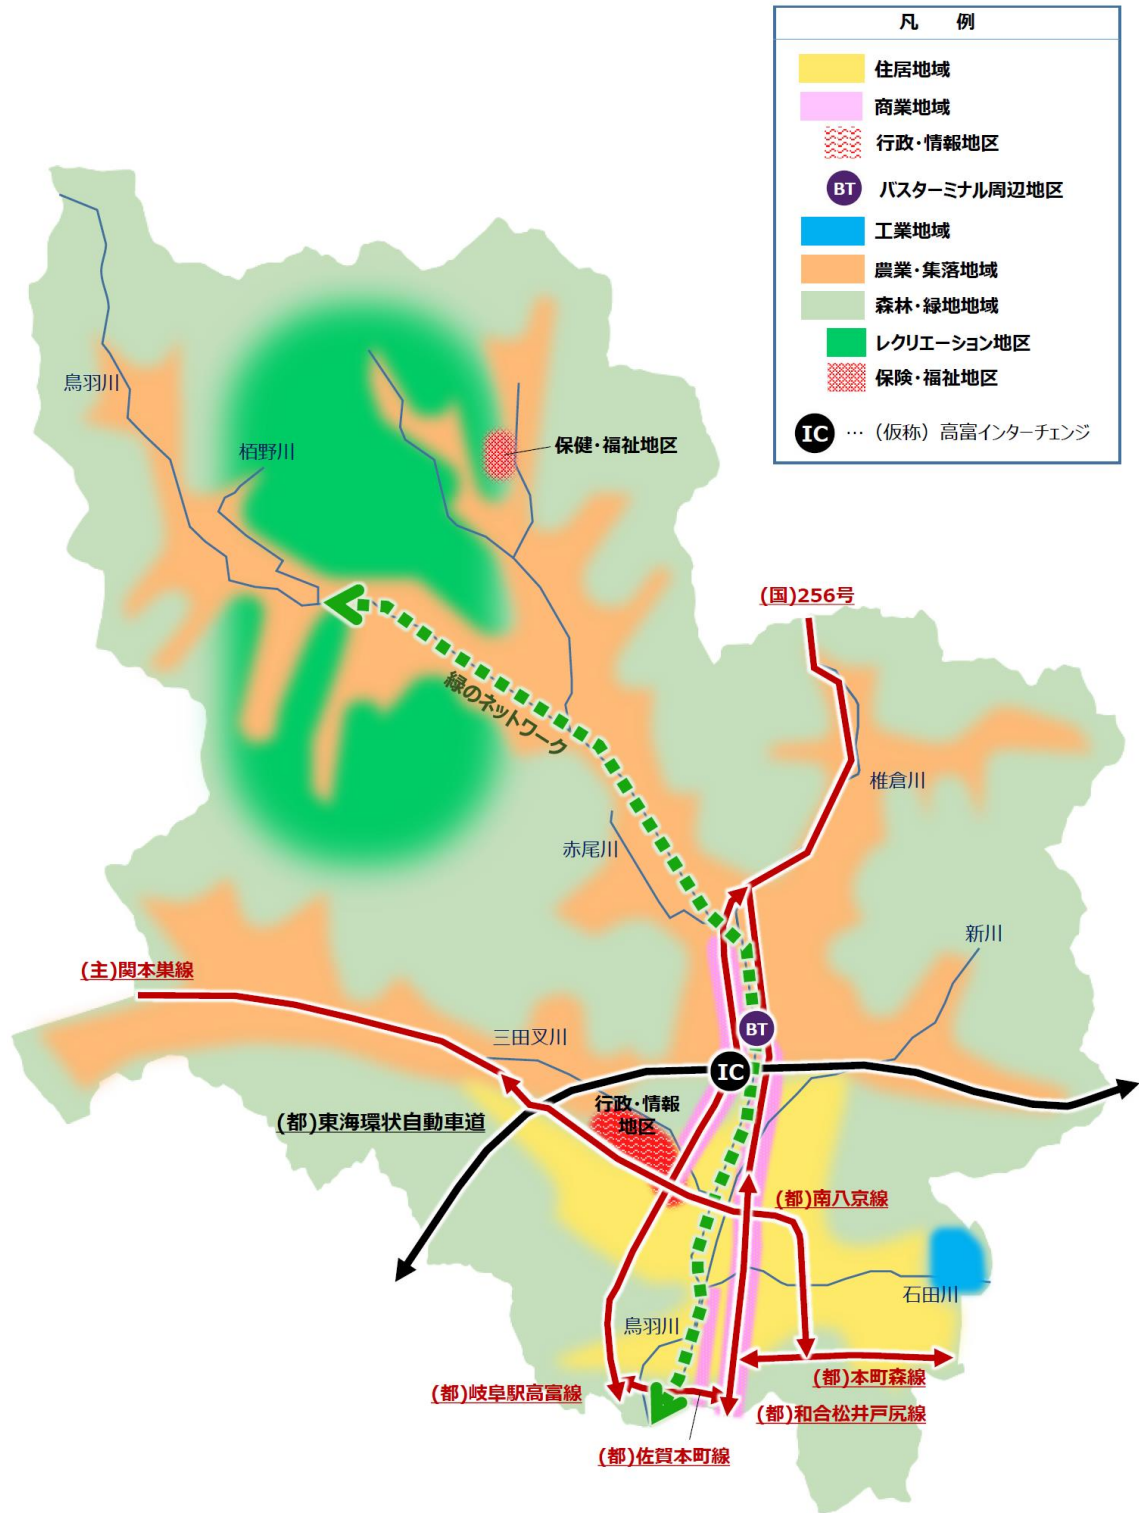 凡　例
住居地域
商業地域
行政・情報地区
BT バスターミナル周辺地区
工業地域
農業・集落地域
森林・緑地地域
レクリエーション地区
保険・福祉地区
IC …（仮称）高富インターチェンジ
鳥羽川
栢野川
保健・福祉地区
(国)256号
緑のネットワーク
椎倉川
赤尾川
新川
(主)関本巣線
三田叉川
BT
IC
行政・情報
地区
(都)東海環状自動車道
(都)南八京線
石田川
鳥羽川
(都)本町森線
(都)岐阜駅高富線
(都)和合松井戸尻線
(都)佐賀本町線